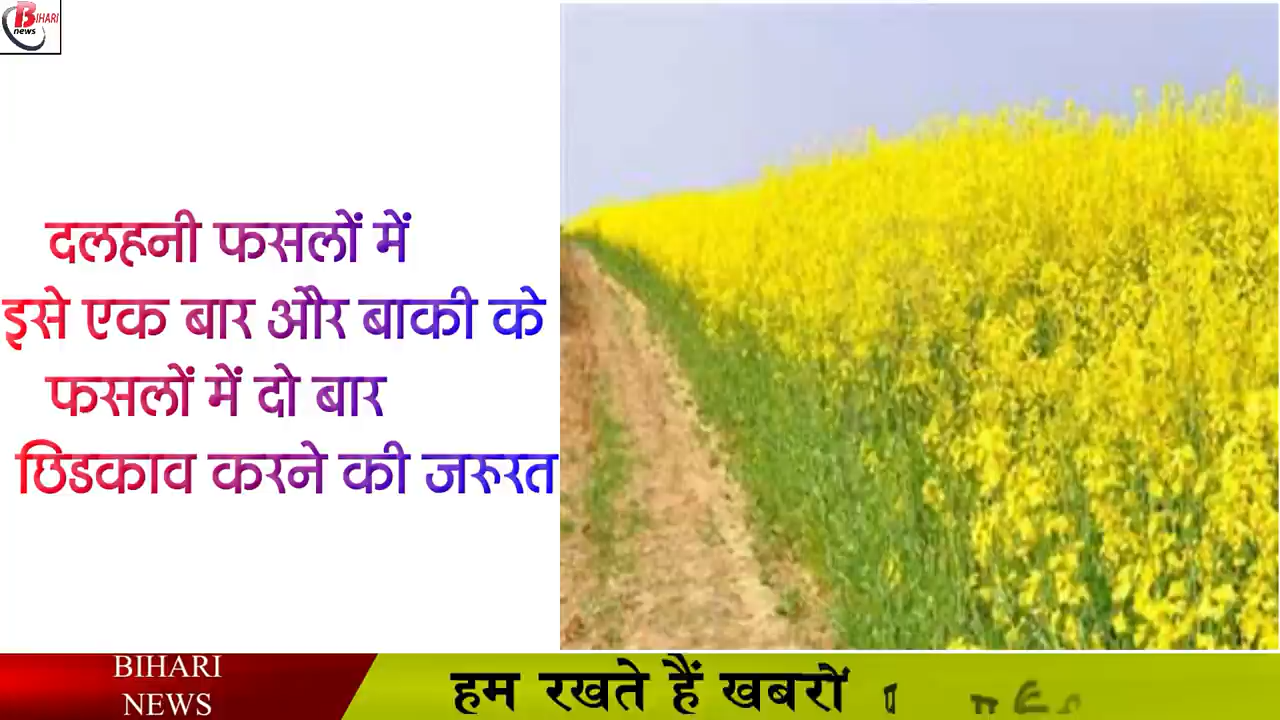 BIHARI
news
दलहनी फसलों में
इसे एक बार और बाकी के
फसलों में दो बार
छिडकाव करने की जरुरत
BIHARI
NEWS
हम रखते हैं खबरों